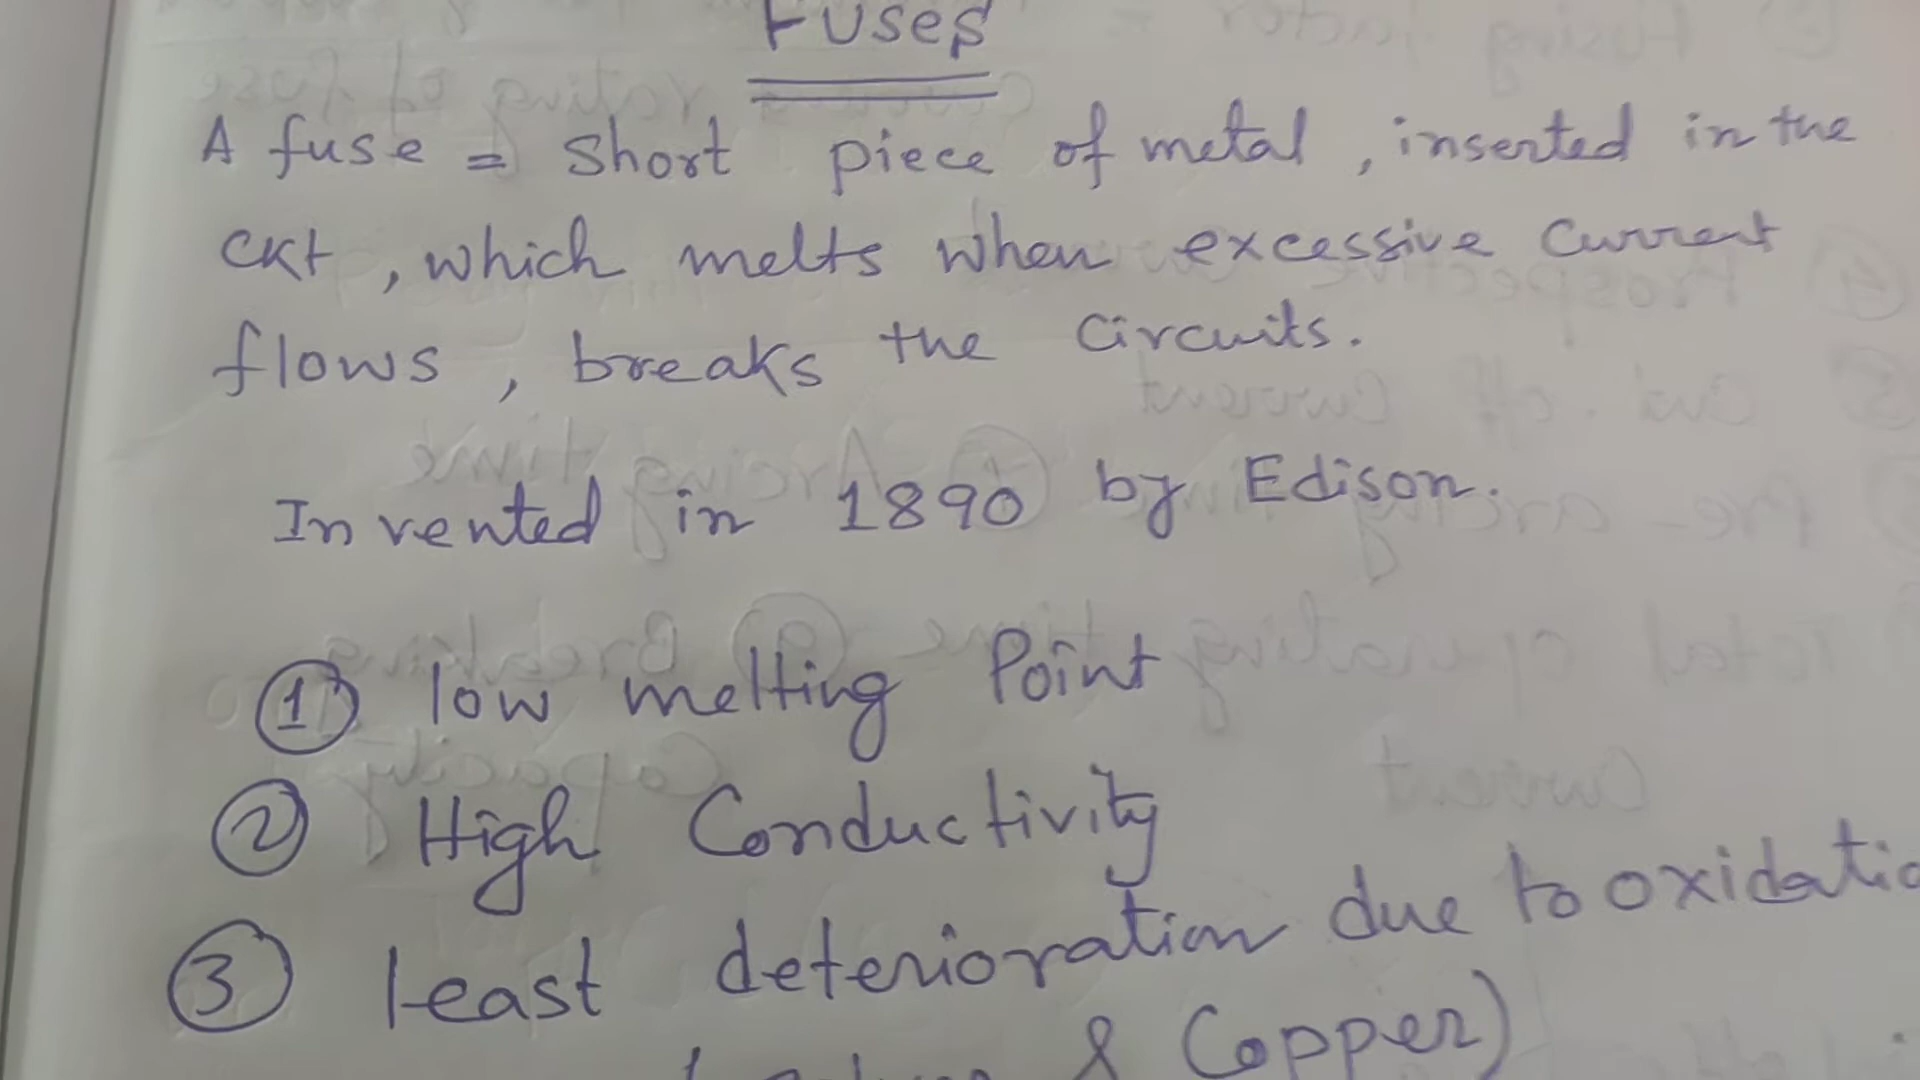 Fuses
A fuse = Short piece of metal, inserted in the
CKt, which melts when excessive Current
flows, breaks the Circuits.
Invented in 1890 by Edison.
① low melting Point
② High Conductivity
③ least deterioration due to oxidatio
& Copper)